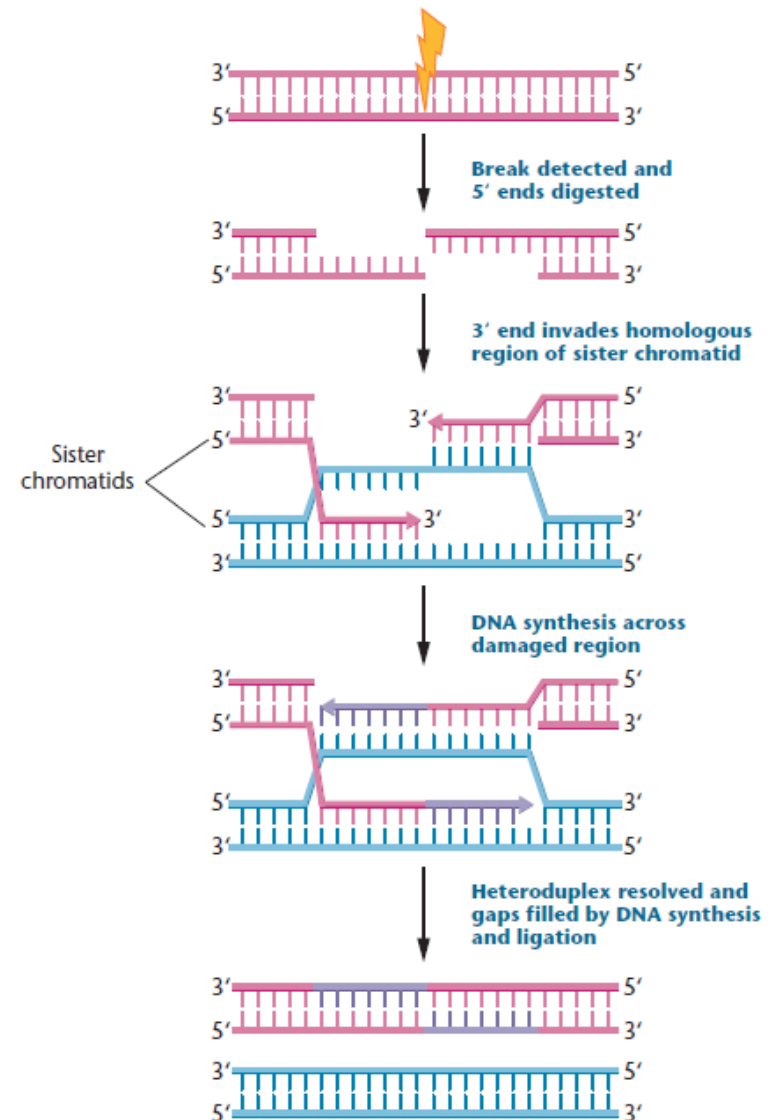 3′ 5′
5′ 3′
Break detected and
5′ ends digested
3′ 5′
5′ 3′
3′ end invades homologous
region of sister chromatid
3′ 5′
3′
5′ 3′
Sister
chromatids
5′ 3′ 3′
3′ 5′
DNA synthesis across
damaged region
3′ 5′
5′ 3′
5′ 3′
3′ 5′
Heteroduplex resolved and
gaps filled by DNA synthesis
and ligation
3′ 5′
5′ 3′
3′ 5′
5′ 3′